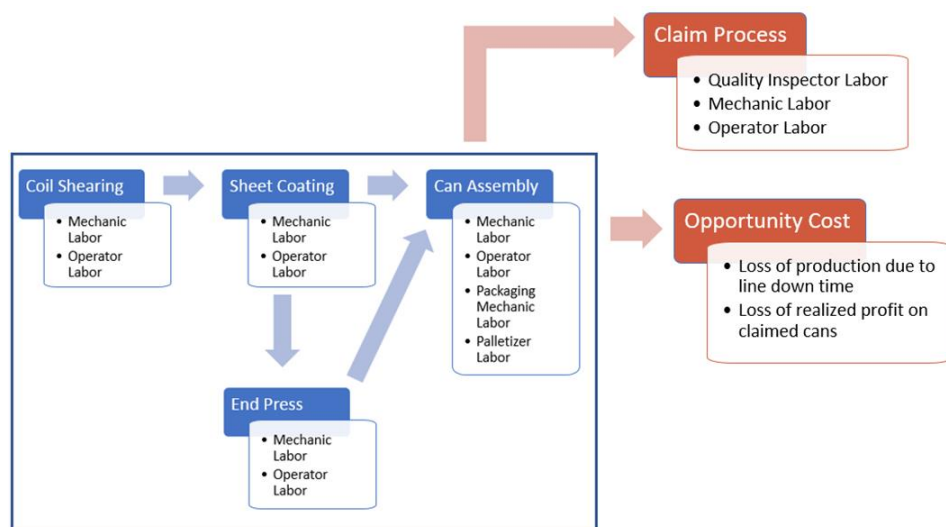 Claim Process
• Quality Inspector Labor
• Mechanic Labor
• Operator Labor
Coil Shearing
• Mechanic
Labor
• Operator
Labor
Sheet Coating
• Mechanic
Labor
• Operator
Labor
Can Assembly
• Mechanic
Labor
• Operator
Labor
• Packaging
Mechanic
Labor
• Palletizer
Labor
Opportunity Cost
• Loss of production due to
line down time
• Loss of realized profit on
claimed cans
End Press
• Mechanic
Labor
• Operator
Labor